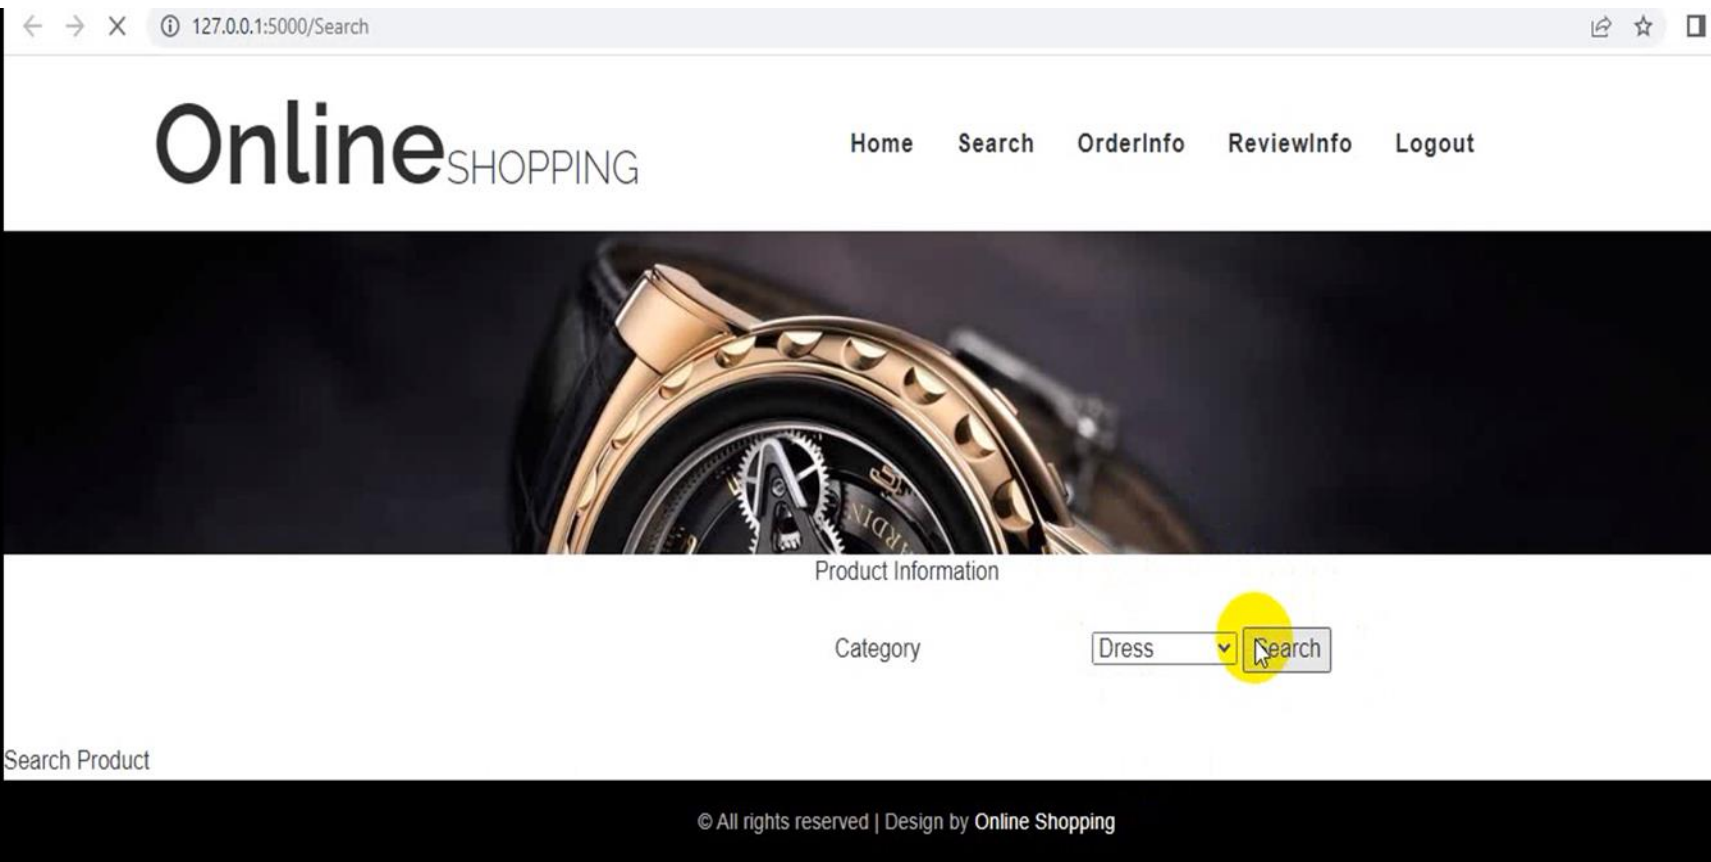 127.0.0.1:5000/Search
Online SHOPPING
Home Search OrderInfo ReviewInfo Logout
Product Information
Category Dress Search
Search Product
© All rights reserved | Design by Online Shopping